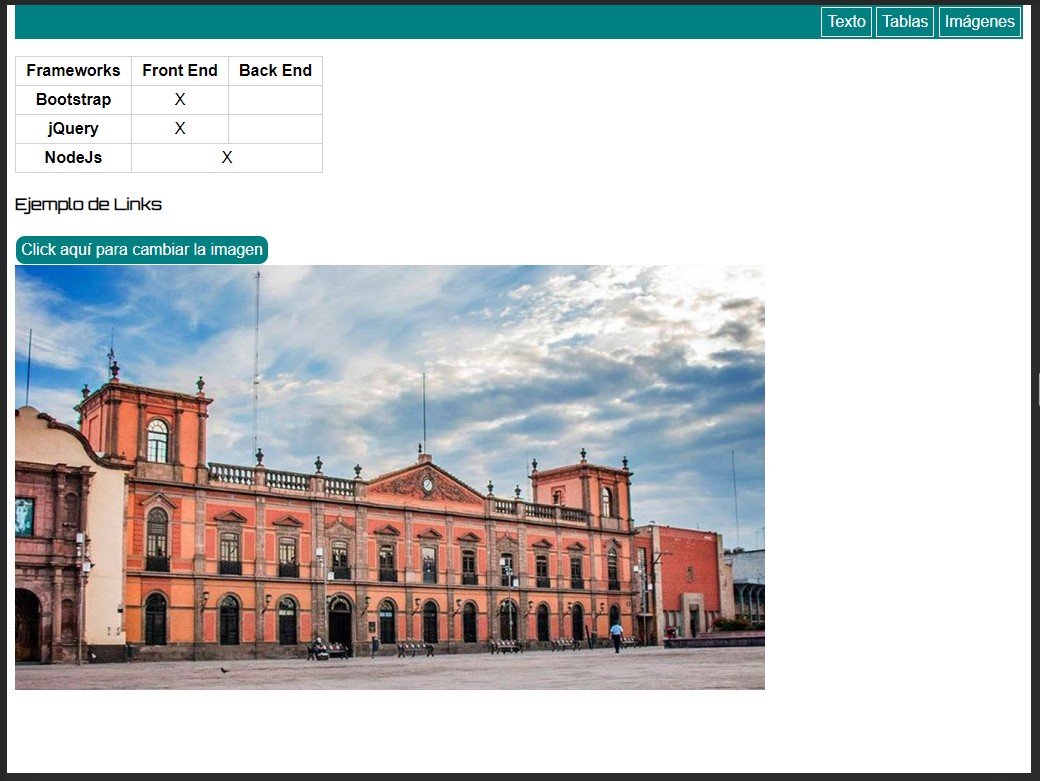 Texto Tablas Imágenes
Frameworks Front End Back End
Bootstrap X
jQuery X
NodeJs X
Ejemplo de Links
Click aquí para cambiar la imagen